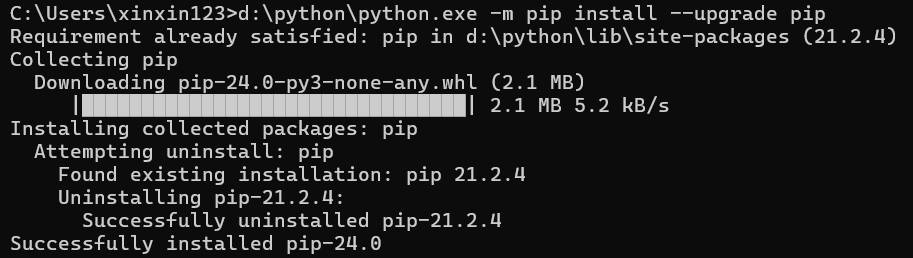 C:\Users\xinxin123>d:\python\python.exe -m pip install --upgrade pip
Requirement already satisfied: pip in d:\python\lib\site-packages (21.2.4)
Collecting pip
  Downloading pip-24.0-py3-none-any.whl (2.1 MB)
     |████████████████████████████████| 2.1 MB 5.2 kB/s
Installing collected packages: pip
  Attempting uninstall: pip
    Found existing installation: pip 21.2.4
    Uninstalling pip-21.2.4:
      Successfully uninstalled pip-21.2.4
Successfully installed pip-24.0